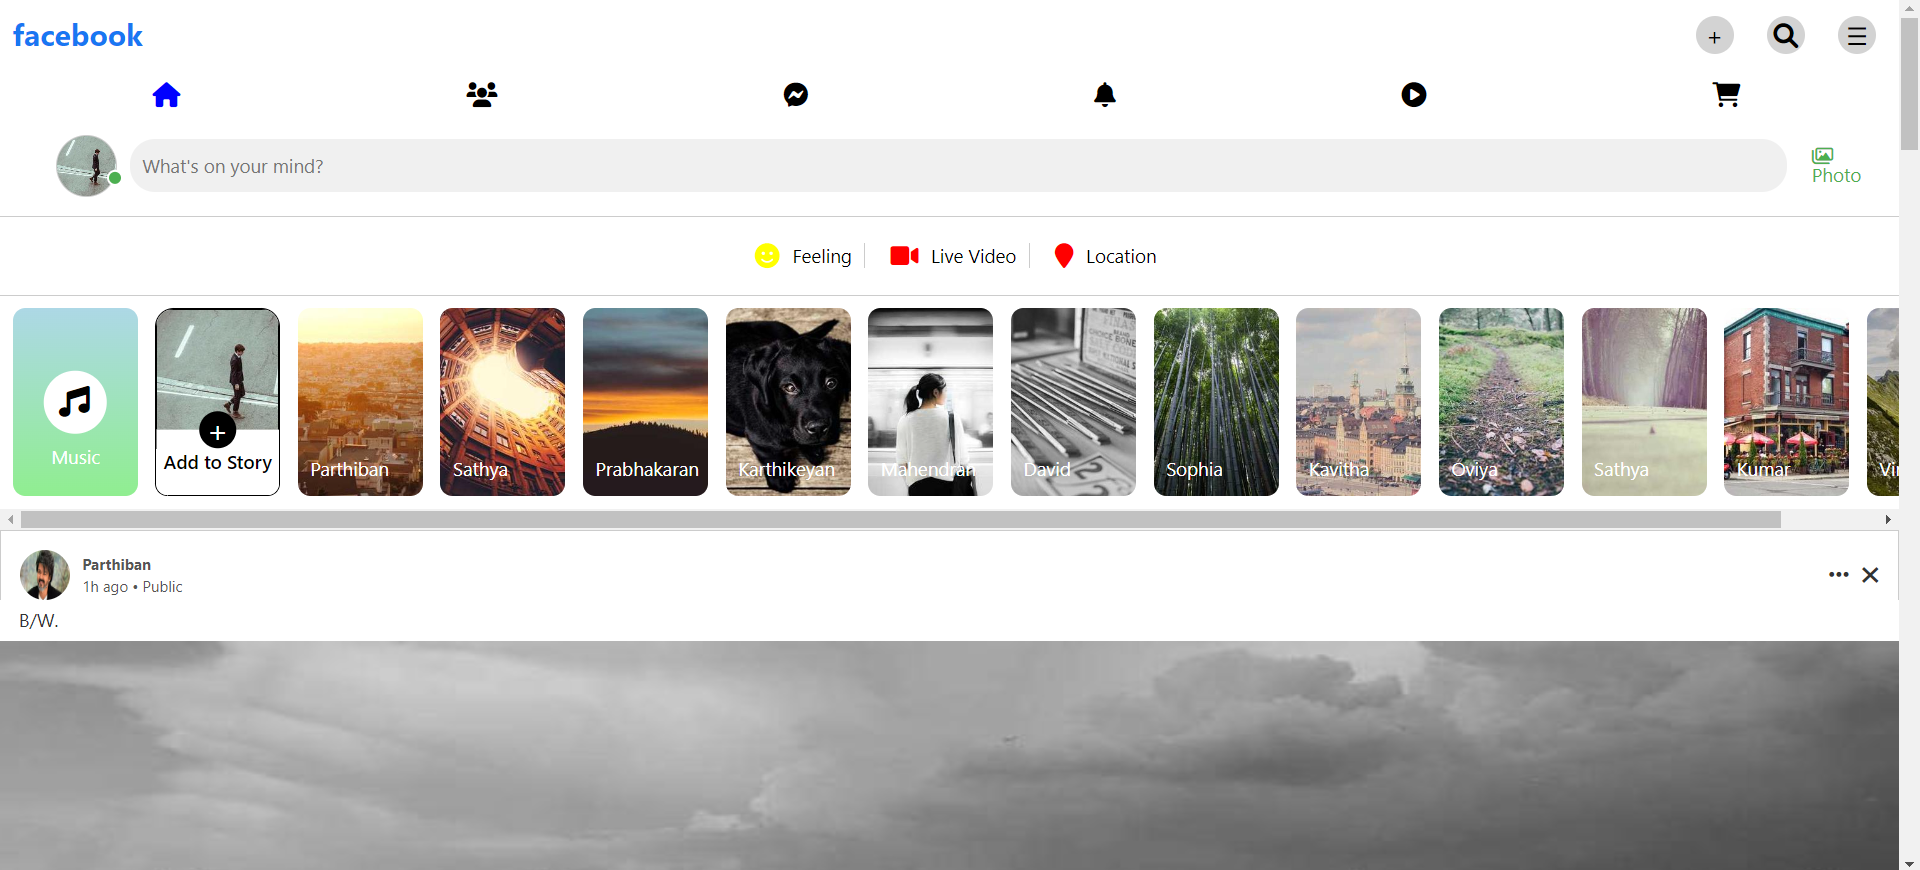 facebook
What's on your mind?
Photo
Feeling
Live Video
Location
Music
Add to Story
Parthiban
Sathya
Prabhakaran
Karthikeyan
Mahendran
David
Sophia
Kavitha
Oviya
Sathya
Kumar
Parthiban
1h ago • Public
B/W.